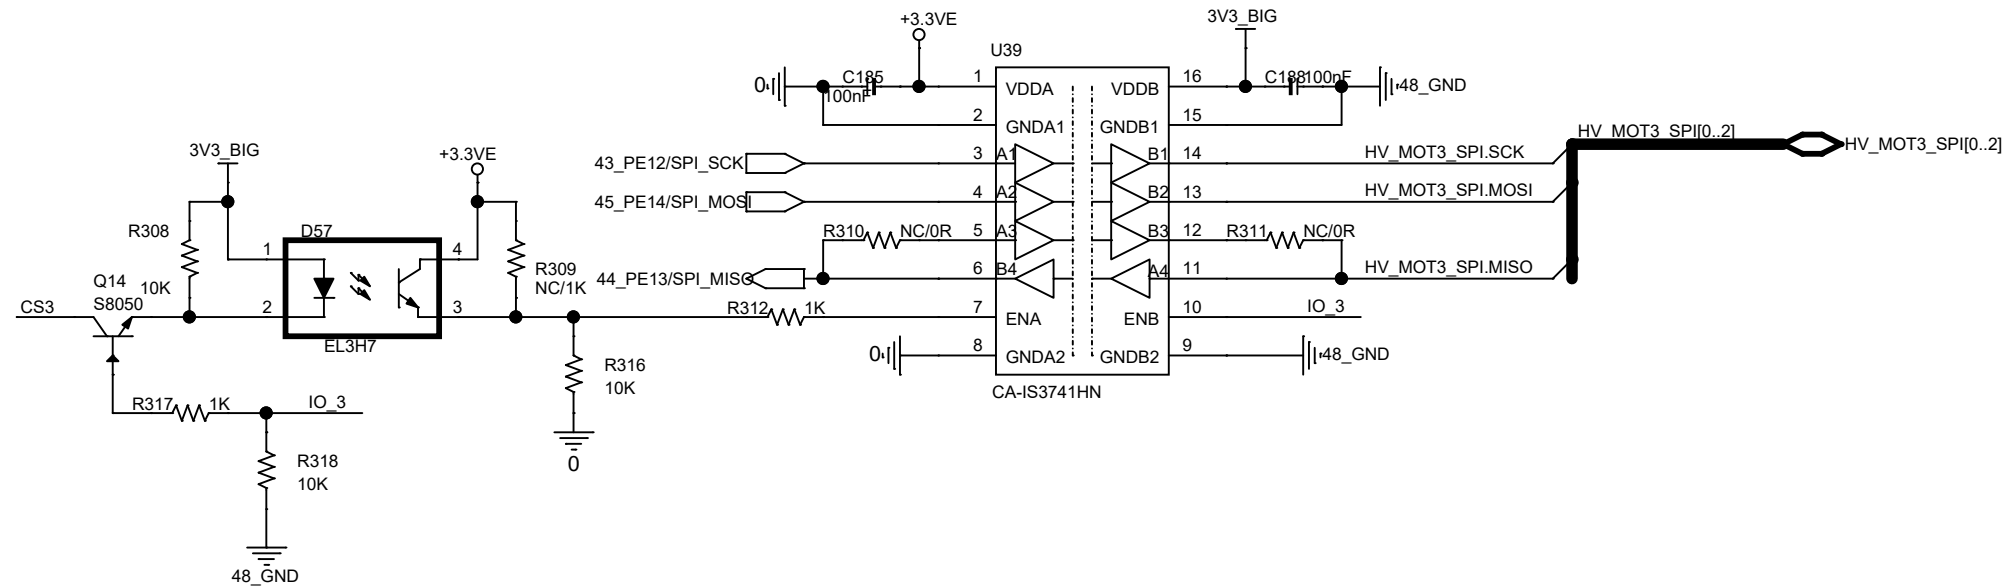 +3.3VE
3V3_BIG
U39
0
C185
100nF
1
VDDA
VDDB
16
C188
100nF
48_GND
2
GNDA1
GNDB1
15
HV_MOT3_SPI[0..2]
HV_MOT3_SPI[0..2]
3V3_BIG
+3.3VE
43_PE12/SPI_SCK
3
A1
B1
14
HV_MOT3_SPI.SCK
45_PE14/SPI_MOSI
4
A2
B2
13
HV_MOT3_SPI.MOSI
R308
10K
D57
1
4
2
3
EL3H7
R309
NC/1K
R310
NC/0R
5
A3
B3
12
R311
NC/0R
44_PE13/SPI_MISO
6
B4
A4
11
HV_MOT3_SPI.MISO
Q14
S8050
CS3
R312
1K
7
ENA
ENB
10
IO_3
0
8
GNDA2
GNDB2
9
48_GND
CA-IS3741HN
R316
10K
0
R317
1K
IO_3
R318
10K
48_GND